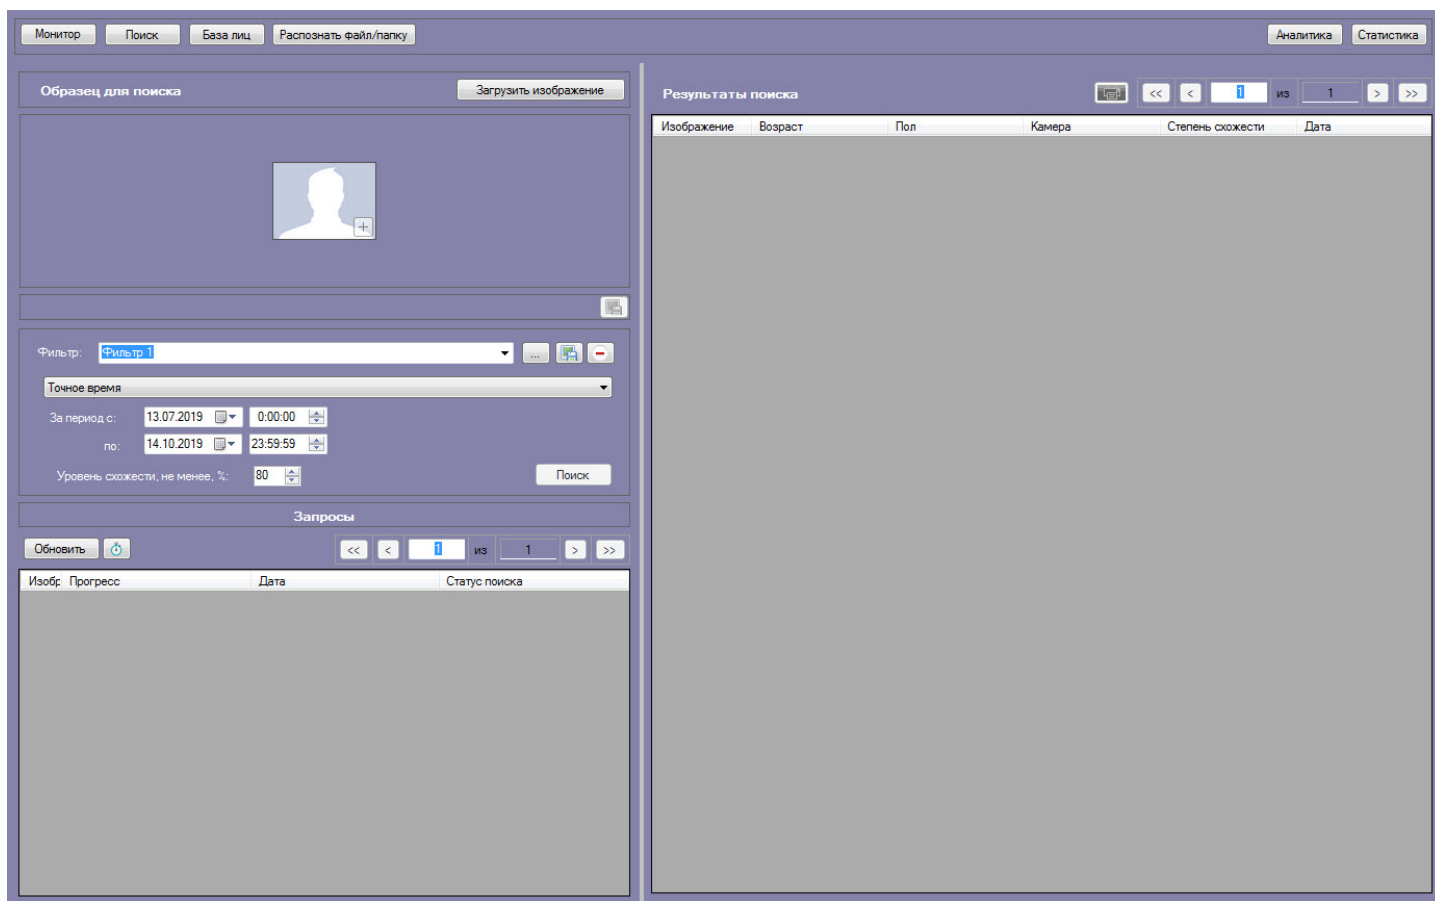 Монитор Поиск База лиц Распознать файл/папку Аналитика Статистика
Образец для поиска Загрузить изображение
Фильтр: Фильтр 1 ...
Точное время
За период с: 13.07.2019 0:00:00
по: 14.10.2019 23:59:59
Уровень схожести, не менее, %: 80 Поиск
Запросы
Обновить << < 1 из 1 > >>
Изобр Прогресс Дата Статус поиска
Результаты поиска << < 1 из 1 > >>
Изображение Возраст Пол Камера Степень схожести Дата